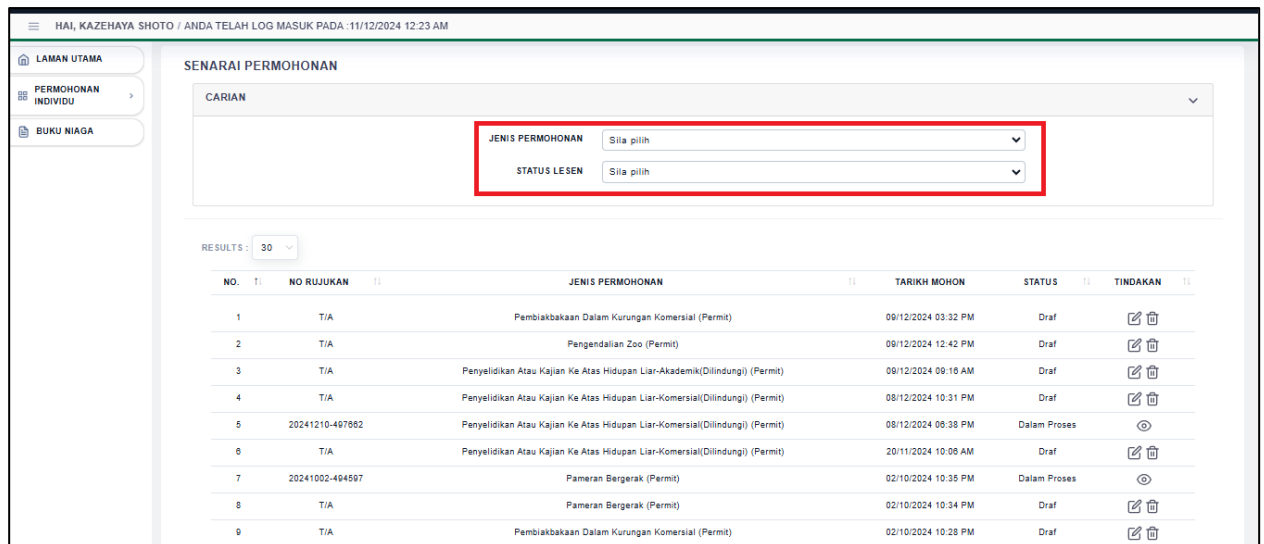 HAI, KAZEHAYA SHOTO / ANDA TELAH LOG MASUK PADA :11/12/2024 12:23 AM
LAMAN UTAMA
PERMOHONAN
INDIVIDU
BUKU NIAGA
SENARAI PERMOHONAN
CARIAN
JENIS PERMOHONAN Sila pilih
STATUS LESEN Sila pilih
RESULTS : 30
NO. NO RUJUKAN JENIS PERMOHONAN TARIKH MOHON STATUS TINDAKAN
1 T/A Pembiakbakaan Dalam Kurungan Komersial (Permit) 09/12/2024 03:32 PM Draf
2 T/A Pengendalian Zoo (Permit) 09/12/2024 12:42 PM Draf
3 T/A Penyelidikan Atau Kajian Ke Atas Hidupan Liar-Akademik(Dilindungi) (Permit) 09/12/2024 09:16 AM Draf
4 T/A Penyelidikan Atau Kajian Ke Atas Hidupan Liar-Komersial(Dilindungi) (Permit) 08/12/2024 10:31 PM Draf
5 20241210-497662 Penyelidikan Atau Kajian Ke Atas Hidupan Liar-Komersial(Dilindungi) (Permit) 08/12/2024 06:38 PM Dalam Proses
6 T/A Penyelidikan Atau Kajian Ke Atas Hidupan Liar-Komersial(Dilindungi) (Permit) 20/11/2024 10:06 AM Draf
7 20241002-494597 Pameran Bergerak (Permit) 02/10/2024 10:35 PM Dalam Proses
8 T/A Pameran Bergerak (Permit) 02/10/2024 10:34 PM Draf
9 T/A Pembiakbakaan Dalam Kurungan Komersial (Permit) 02/10/2024 10:28 PM Draf